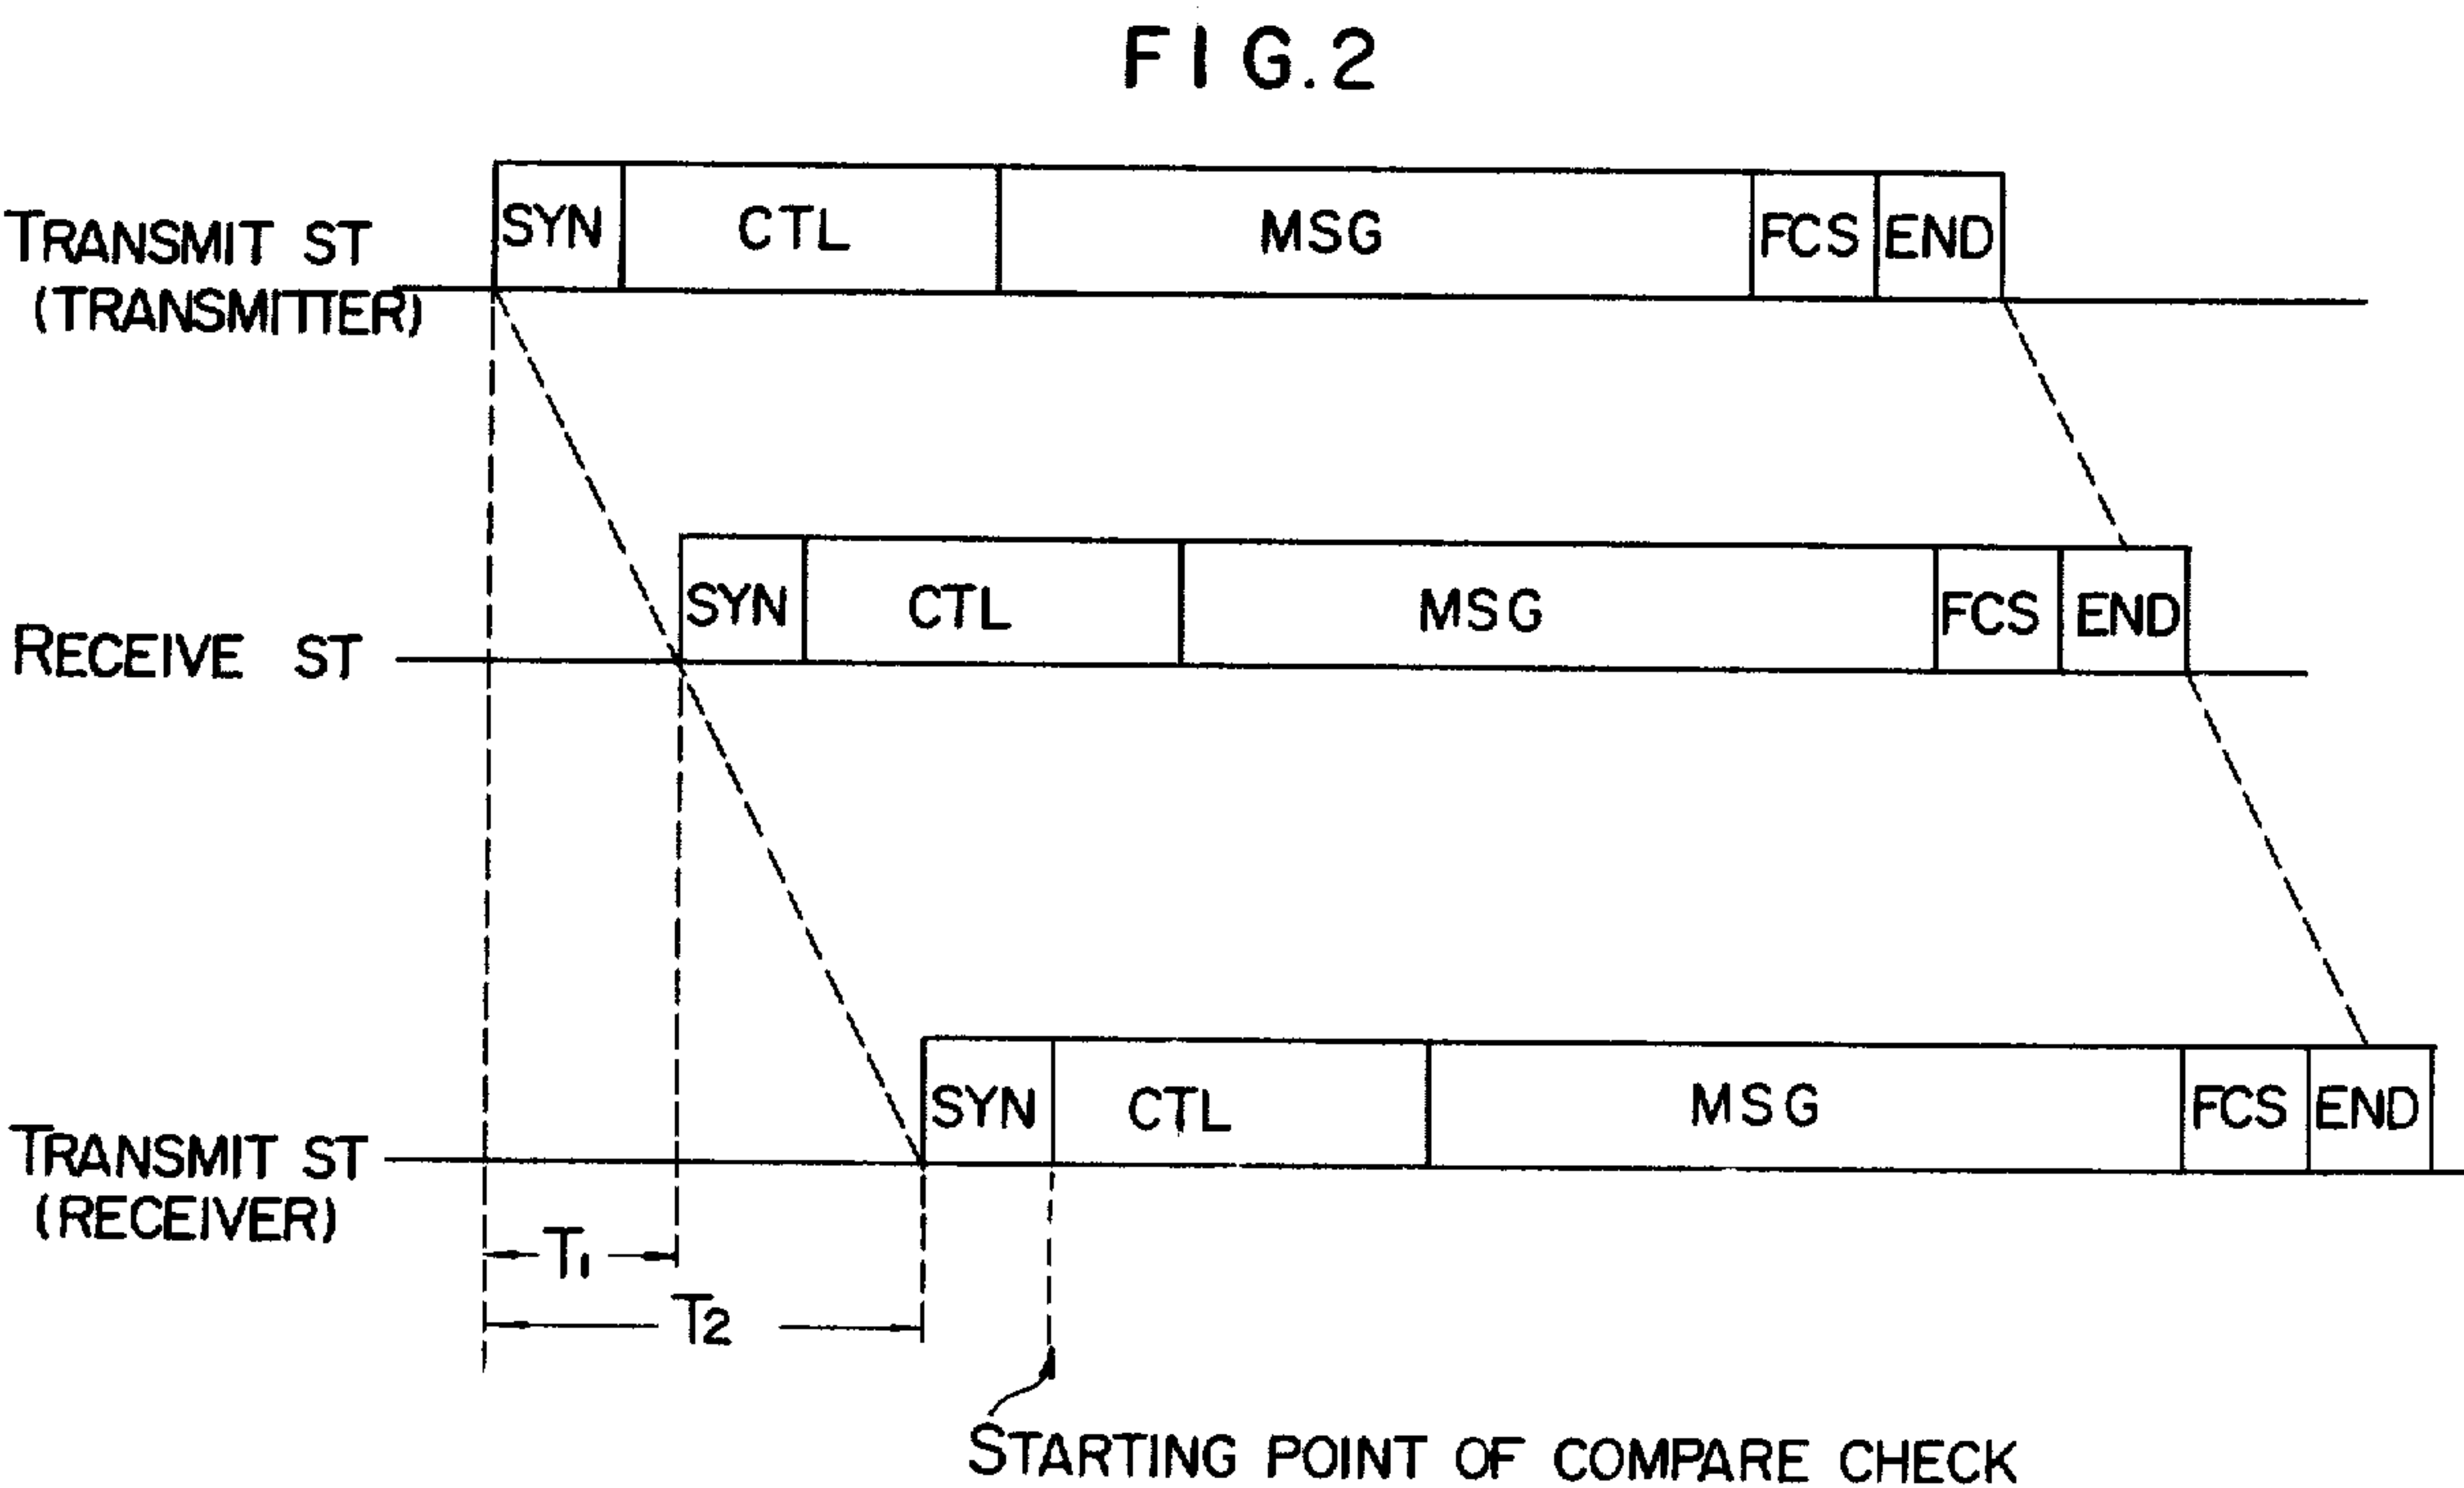 FIG.2
TRANSMIT ST
(TRANSMITTER)
SYN CTL MSG FCS END
RECEIVE ST
SYN CTL MSG FCS END
TRANSMIT ST
(RECEIVER)
SYN CTL MSG FCS END
T1
T2
STARTING POINT OF COMPARE CHECK